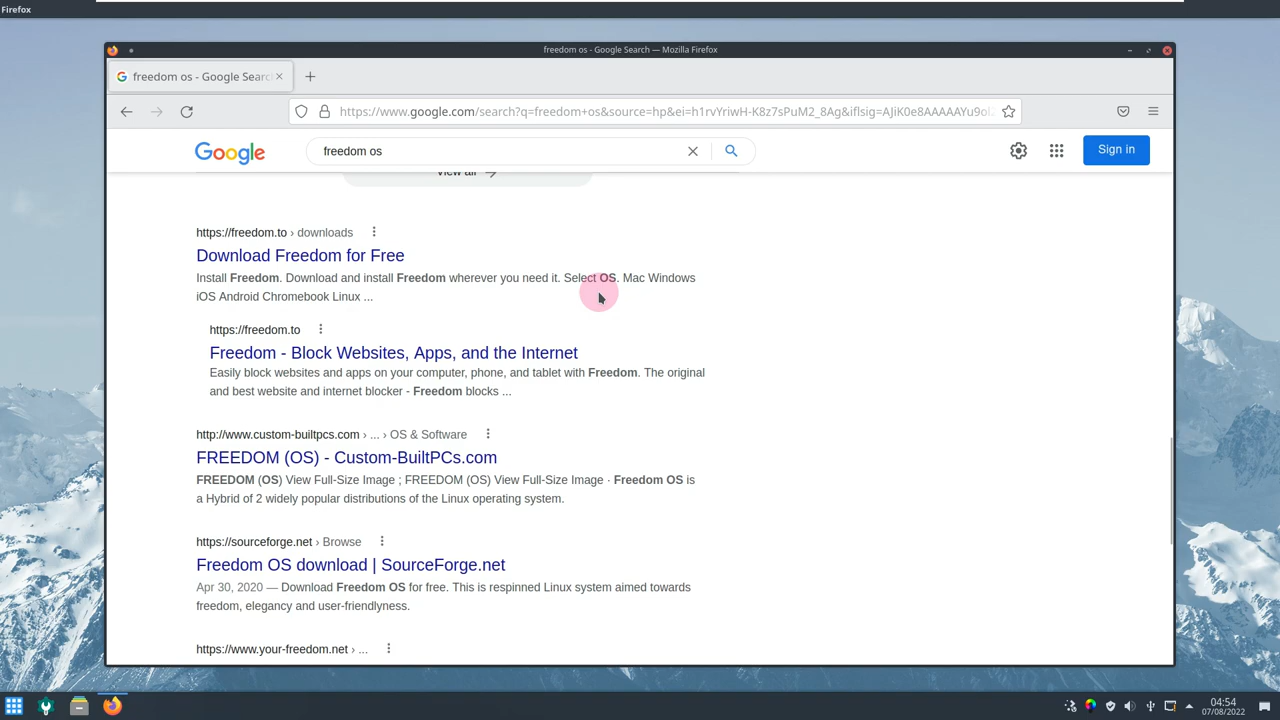 Firefox
freedom os - Google Search — Mozilla Firefox
freedom os - Google Searc
https://www.google.com/search?q=freedom+os&source=hp&ei=h1rvYriwH-K8z7sPuM2_8Ag&iflsig=AJiK0e8AAAAAYu9ol
Google
freedom os
Sign in
View all
https://freedom.to › downloads
Download Freedom for Free
Install Freedom. Download and install Freedom wherever you need it. Select OS. Mac Windows
iOS Android Chromebook Linux ...
https://freedom.to
Freedom - Block Websites, Apps, and the Internet
Easily block websites and apps on your computer, phone, and tablet with Freedom. The original
and best website and internet blocker - Freedom blocks ...
http://www.custom-builtpcs.com › ... › OS & Software
FREEDOM (OS) - Custom-BuiltPCs.com
FREEDOM (OS) View Full-Size Image ; FREEDOM (OS) View Full-Size Image · Freedom OS is
a Hybrid of 2 widely popular distributions of the Linux operating system.
https://sourceforge.net › Browse
Freedom OS download | SourceForge.net
Apr 30, 2020 — Download Freedom OS for free. This is respinned Linux system aimed towards
freedom, elegancy and user-friendlyness.
https://www.your-freedom.net › ...
04:54
07/08/2022